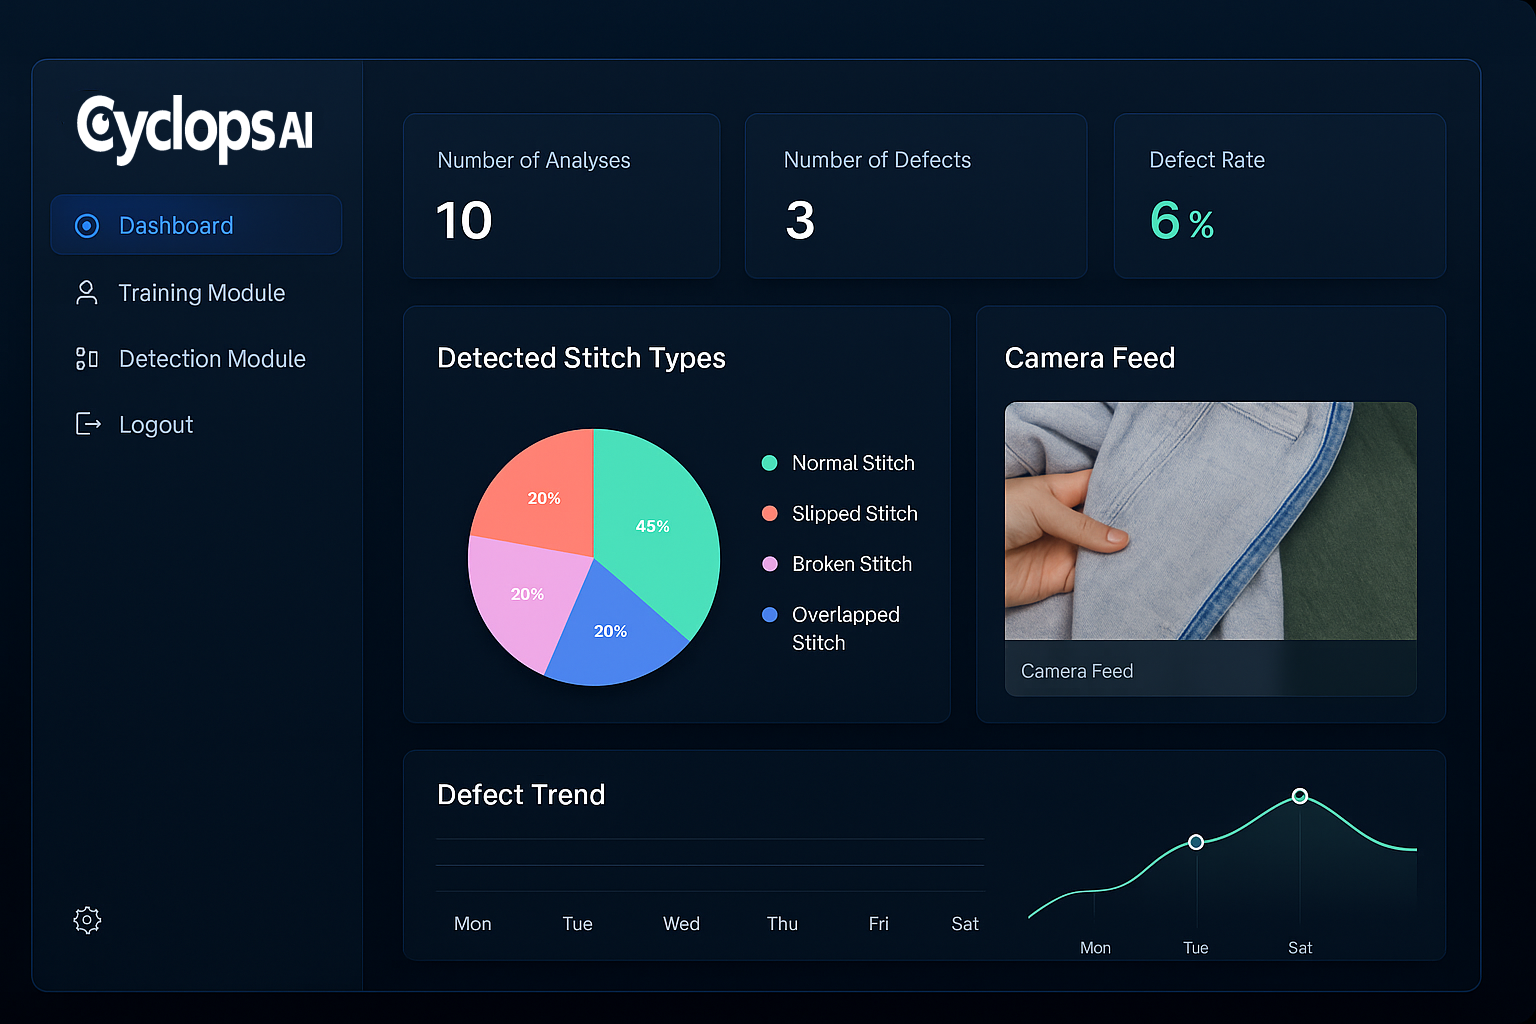 Cyclops AI
Dashboard
Training Module
Detection Module
Logout
Number of Analyses
10
Number of Defects
3
Defect Rate
6 %
Detected Stitch Types
20%
45%
20%
20%
Normal Stitch
Slipped Stitch
Broken Stitch
Overlapped
Stitch
Camera Feed
Camera Feed
Defect Trend
Mon Tue Wed Thu Fri Sat
Mon Tue Sat